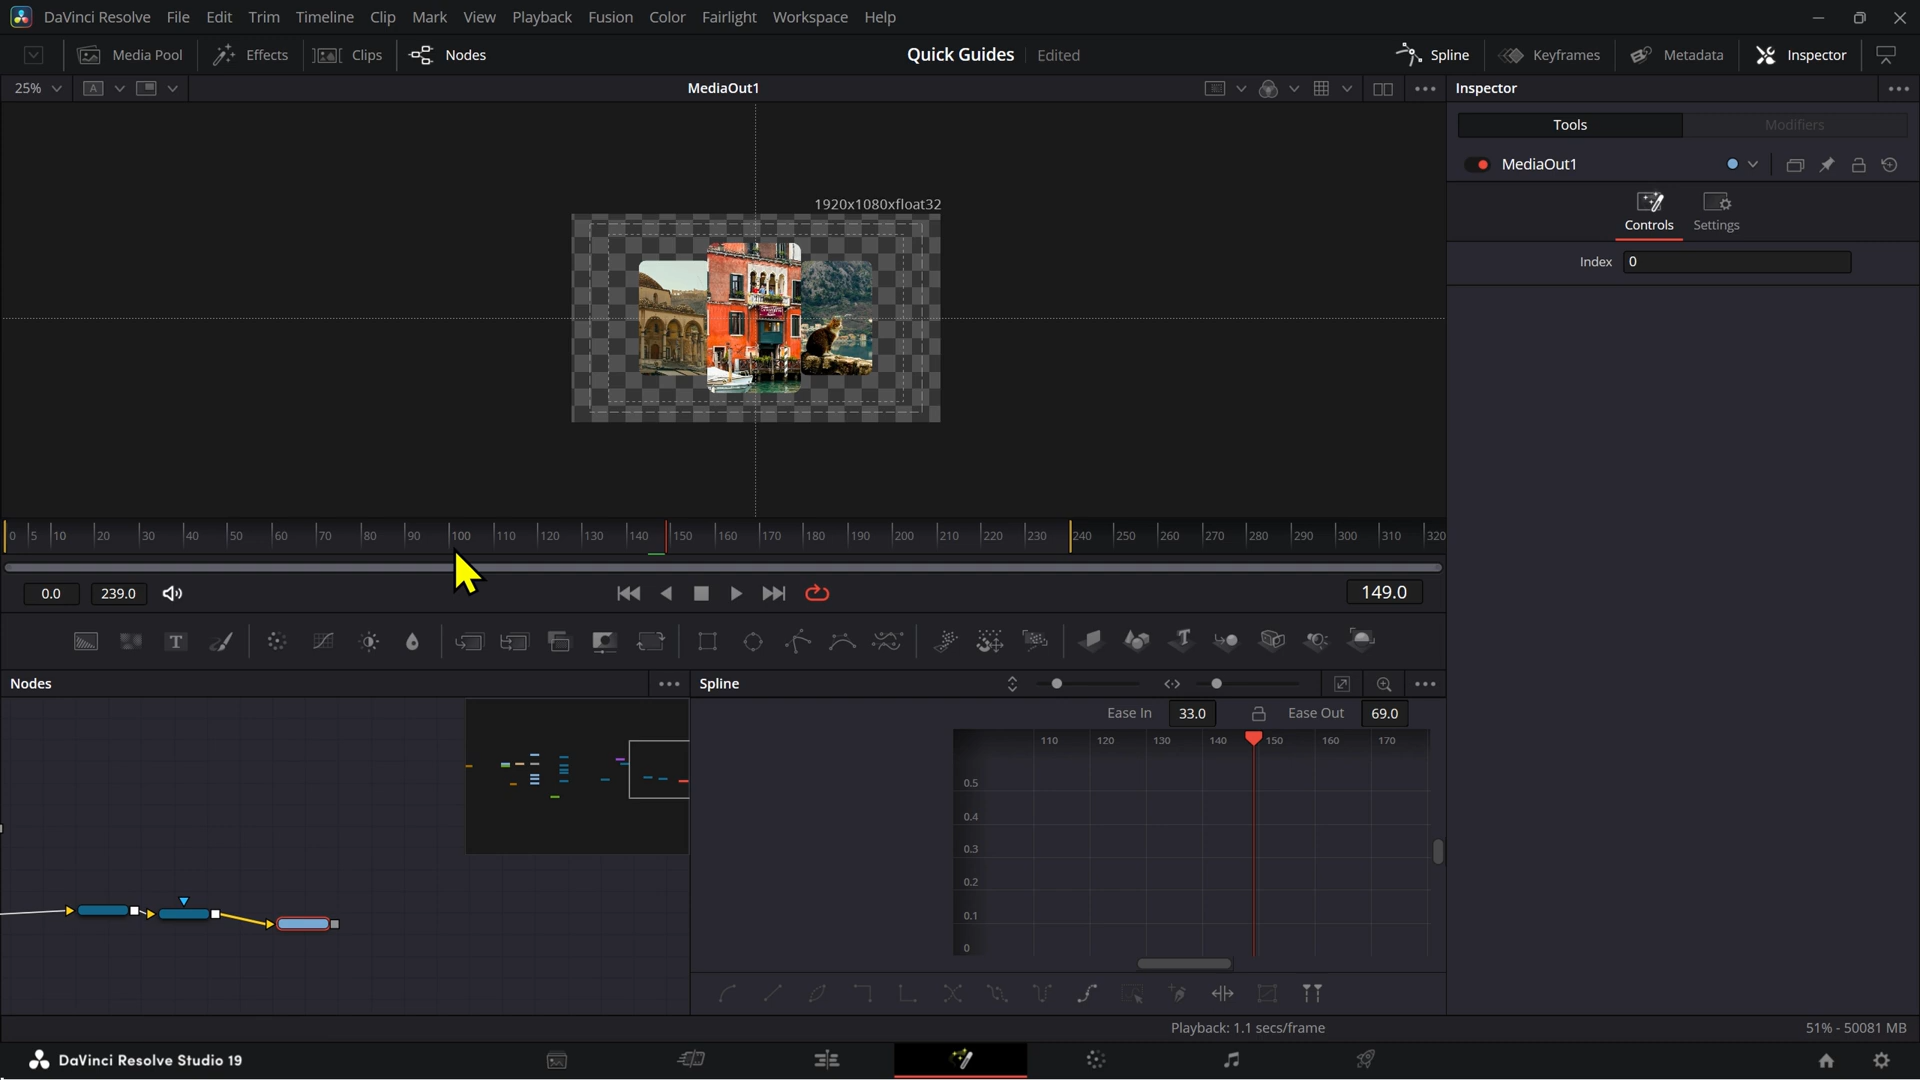 DaVinci Resolve File Edit Trim Timeline Clip Mark View Playback Fusion Color Fairlight Workspace Help
Media Pool Effects Clips Nodes Quick Guides Edited Spline Keyframes Metadata Inspector
25% A MediaOut1 Inspector
Tools Modifiers
MediaOut1
1920x1080xfloat32
Controls Settings
Index 0
0 5 10 20 30 40 50 60 70 80 90 100 110 120 130 140 150 160 170 180 190 200 210 220 230 240 250 260 270 280 290 300 310 320
0.0 239.0 149.0
T T
Nodes Spline
Ease In 33.0 Ease Out 69.0
110 120 130 140 150 160 170
0.5
0.4
0.3
0.2
0.1
0
Playback: 1.1 secs/frame 51% - 50081 MB
DaVinci Resolve Studio 19